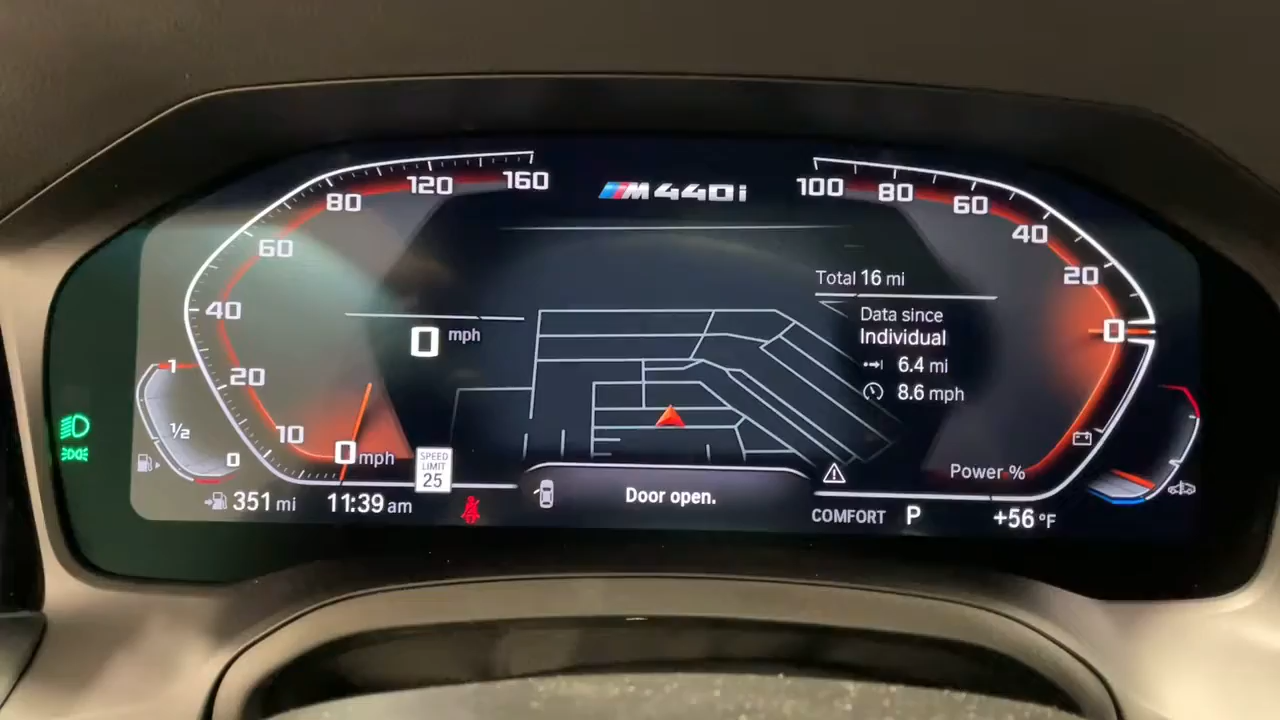 M440i
160
120
80
60
40
20
10
0 mph
100
80
60
40
20
0
Power %
0 mph
Total 16 mi
Data since
Individual
6.4 mi
8.6 mph
1
1/2
0
SPEED
LIMIT
25
351 mi
11:39 am
Door open.
COMFORT P
+56 °F